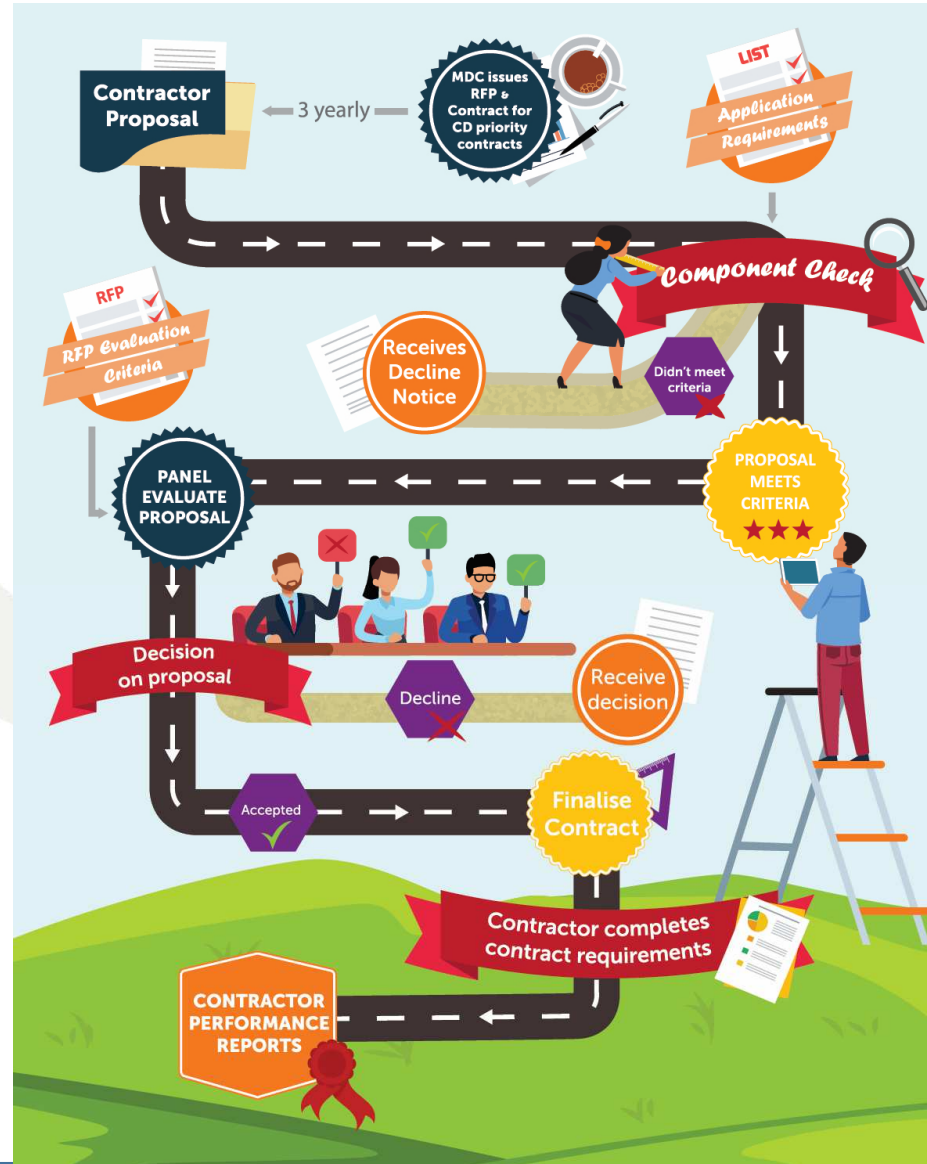 Contractor
Proposal
3 yearly
MDC issues
RFP &
Contract for
CD priority
contracts
LIST
Application
Requirements
Component Check
RFP
RFP Evaluation
Criteria
Receives
Decline
Notice
Didn't meet
criteria
PROPOSAL
MEETS
CRITERIA
PANEL
EVALUATE
PROPOSAL
Decision
on proposal
Decline
Receive
decision
Accepted
Finalise
Contract
Contractor completes
contract requirements
CONTRACTOR
PERFORMANCE
REPORTS